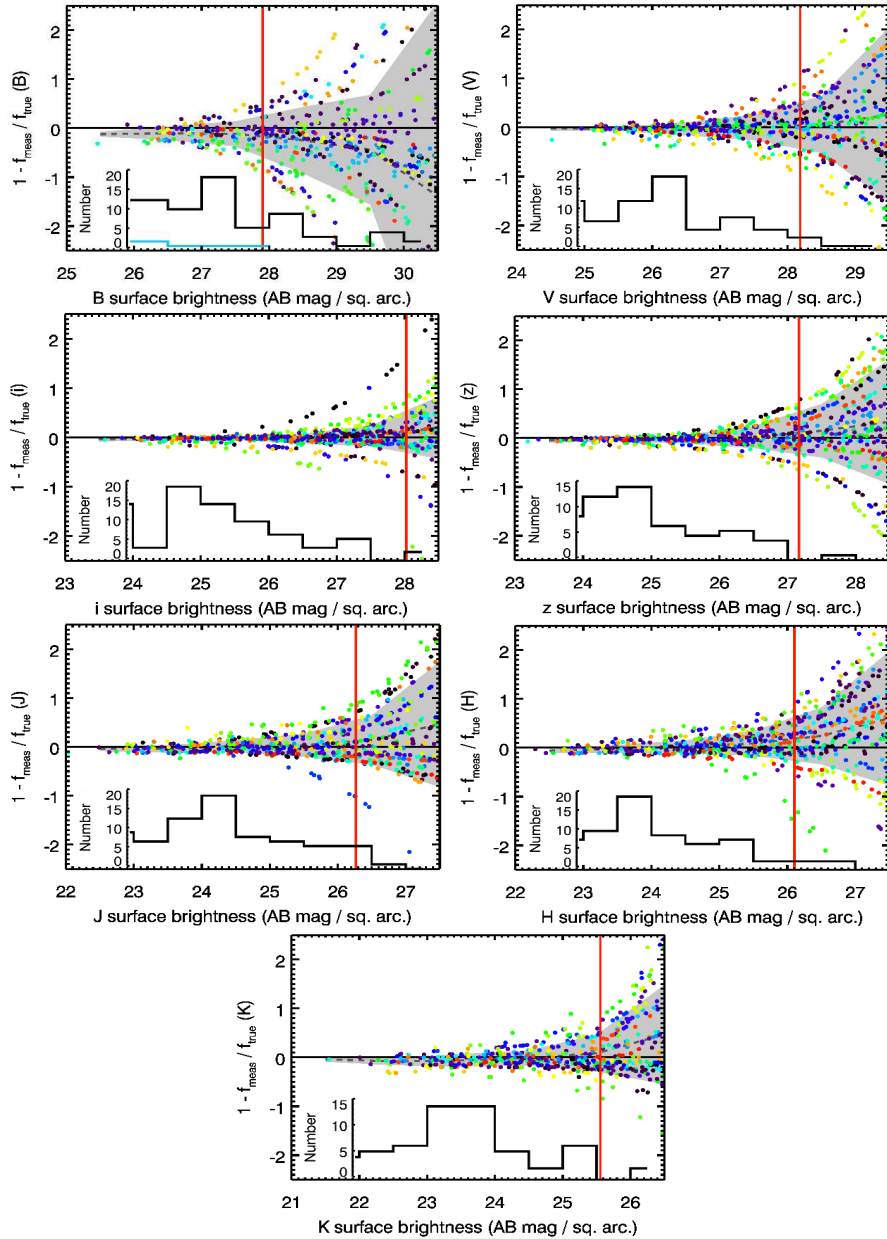 1 - f_meas / f_true (B)
2
1
0
-1
-2
Number
20
15
10
5
0
25 26 27 28 29 30
B surface brightness (AB mag / sq. arc.)
1 - f_meas / f_true (V)
2
1
0
-1
-2
Number
20
15
10
5
0
24 25 26 27 28 29
V surface brightness (AB mag / sq. arc.)
1 - f_meas / f_true (i)
2
1
0
-1
-2
Number
20
15
10
5
0
23 24 25 26 27 28
i surface brightness (AB mag / sq. arc.)
1 - f_meas / f_true (z)
2
1
0
-1
-2
Number
15
10
5
0
23 24 25 26 27 28
z surface brightness (AB mag / sq. arc.)
1 - f_meas / f_true (J)
2
1
0
-1
-2
Number
20
15
10
5
0
22 23 24 25 26 27
J surface brightness (AB mag / sq. arc.)
1 - f_meas / f_true (H)
2
1
0
-1
-2
Number
20
15
10
5
0
22 23 24 25 26 27
H surface brightness (AB mag / sq. arc.)
1 - f_meas / f_true (K)
2
1
0
-1
-2
Number
15
10
5
0
21 22 23 24 25 26
K surface brightness (AB mag / sq. arc.)